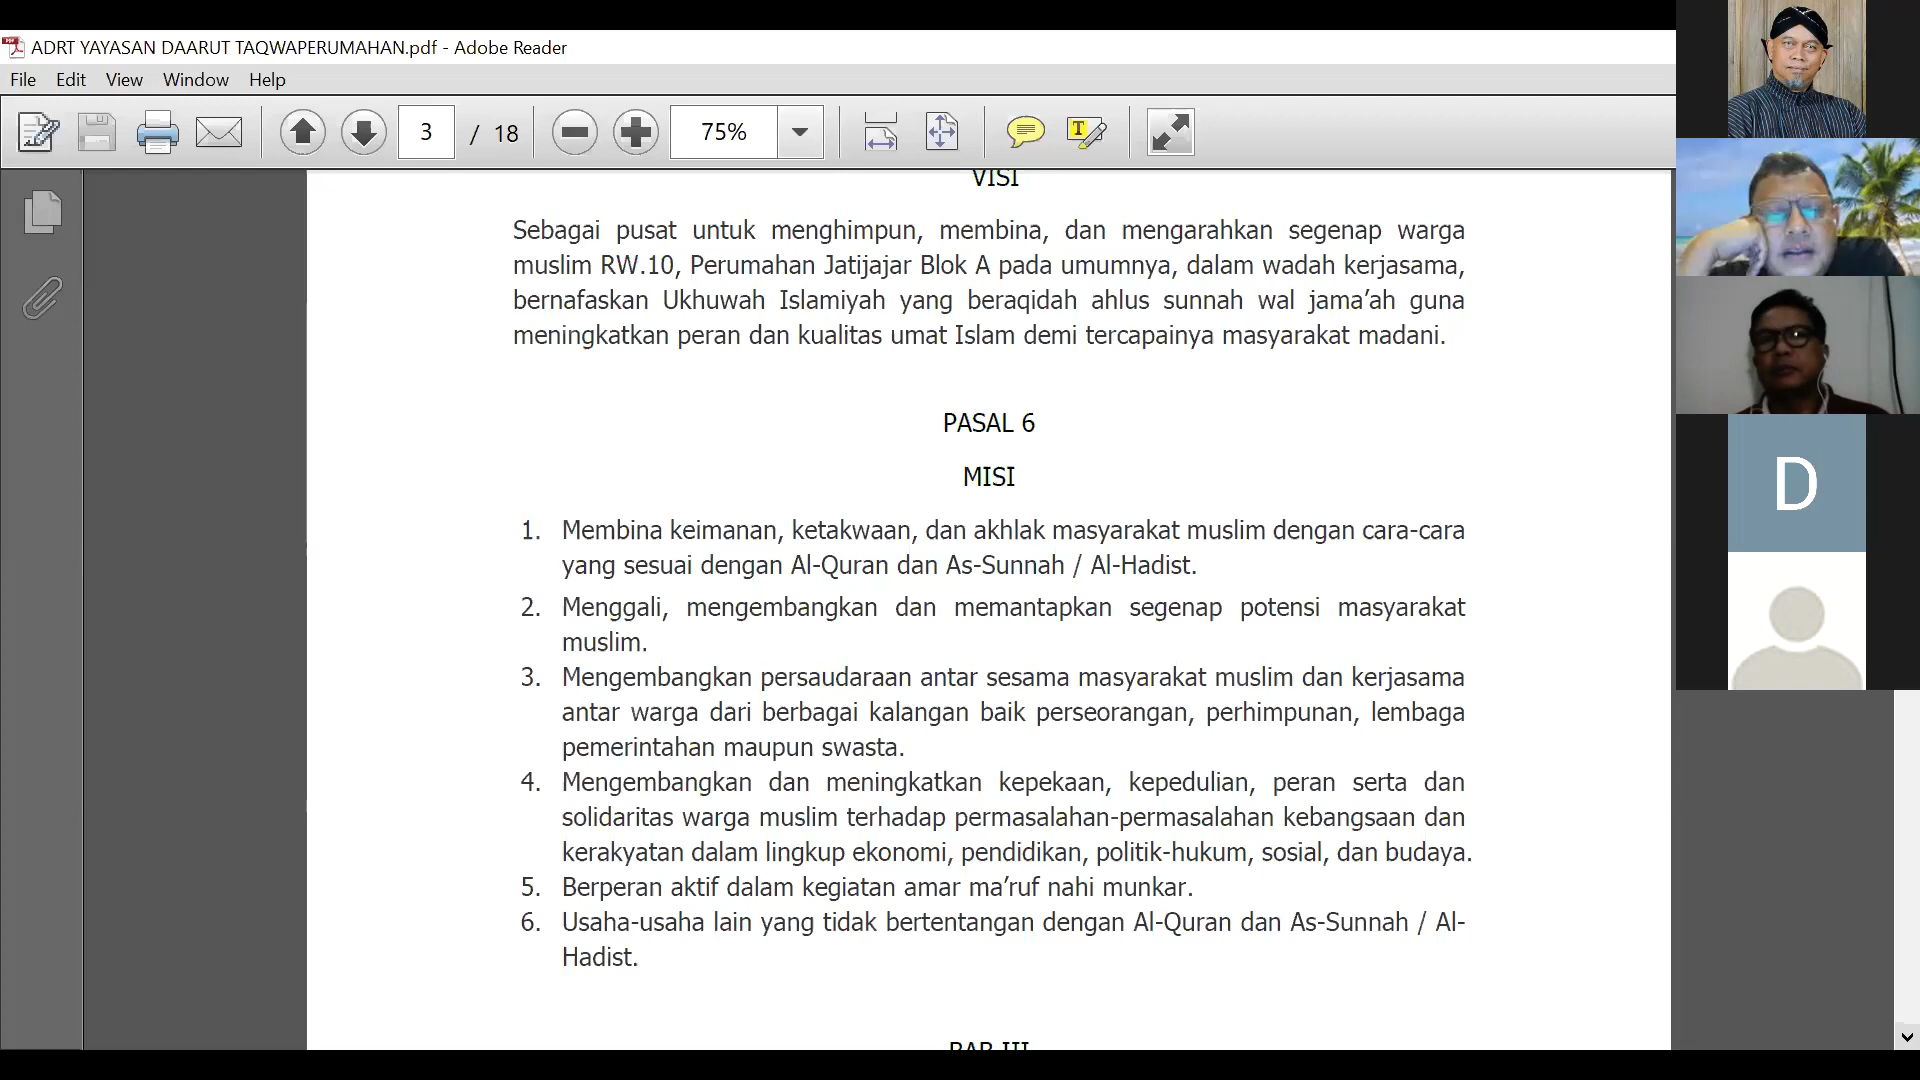 ADRT YAYASAN DAARUT TAQWAPERUMAHAN.pdf - Adobe Reader
File Edit View Window Help
3 / 18 75%
VISI
Sebagai pusat untuk menghimpun, membina, dan mengarahkan segenap warga
muslim RW.10, Perumahan Jatijajar Blok A pada umumnya, dalam wadah kerjasama,
bernafaskan Ukhuwah Islamiyah yang beraqidah ahlus sunnah wal jama’ah guna
meningkatkan peran dan kualitas umat Islam demi tercapainya masyarakat madani.
PASAL 6
MISI
1. Membina keimanan, ketakwaan, dan akhlak masyarakat muslim dengan cara-cara
yang sesuai dengan Al-Quran dan As-Sunnah / Al-Hadist.
2. Menggali, mengembangkan dan memantapkan segenap potensi masyarakat
muslim.
3. Mengembangkan persaudaraan antar sesama masyarakat muslim dan kerjasama
antar warga dari berbagai kalangan baik perseorangan, perhimpunan, lembaga
pemerintahan maupun swasta.
4. Mengembangkan dan meningkatkan kepekaan, kepedulian, peran serta dan
solidaritas warga muslim terhadap permasalahan-permasalahan kebangsaan dan
kerakyatan dalam lingkup ekonomi, pendidikan, politik-hukum, sosial, dan budaya.
5. Berperan aktif dalam kegiatan amar ma’ruf nahi munkar.
6. Usaha-usaha lain yang tidak bertentangan dengan Al-Quran dan As-Sunnah / Al-
Hadist.
BAB III
D